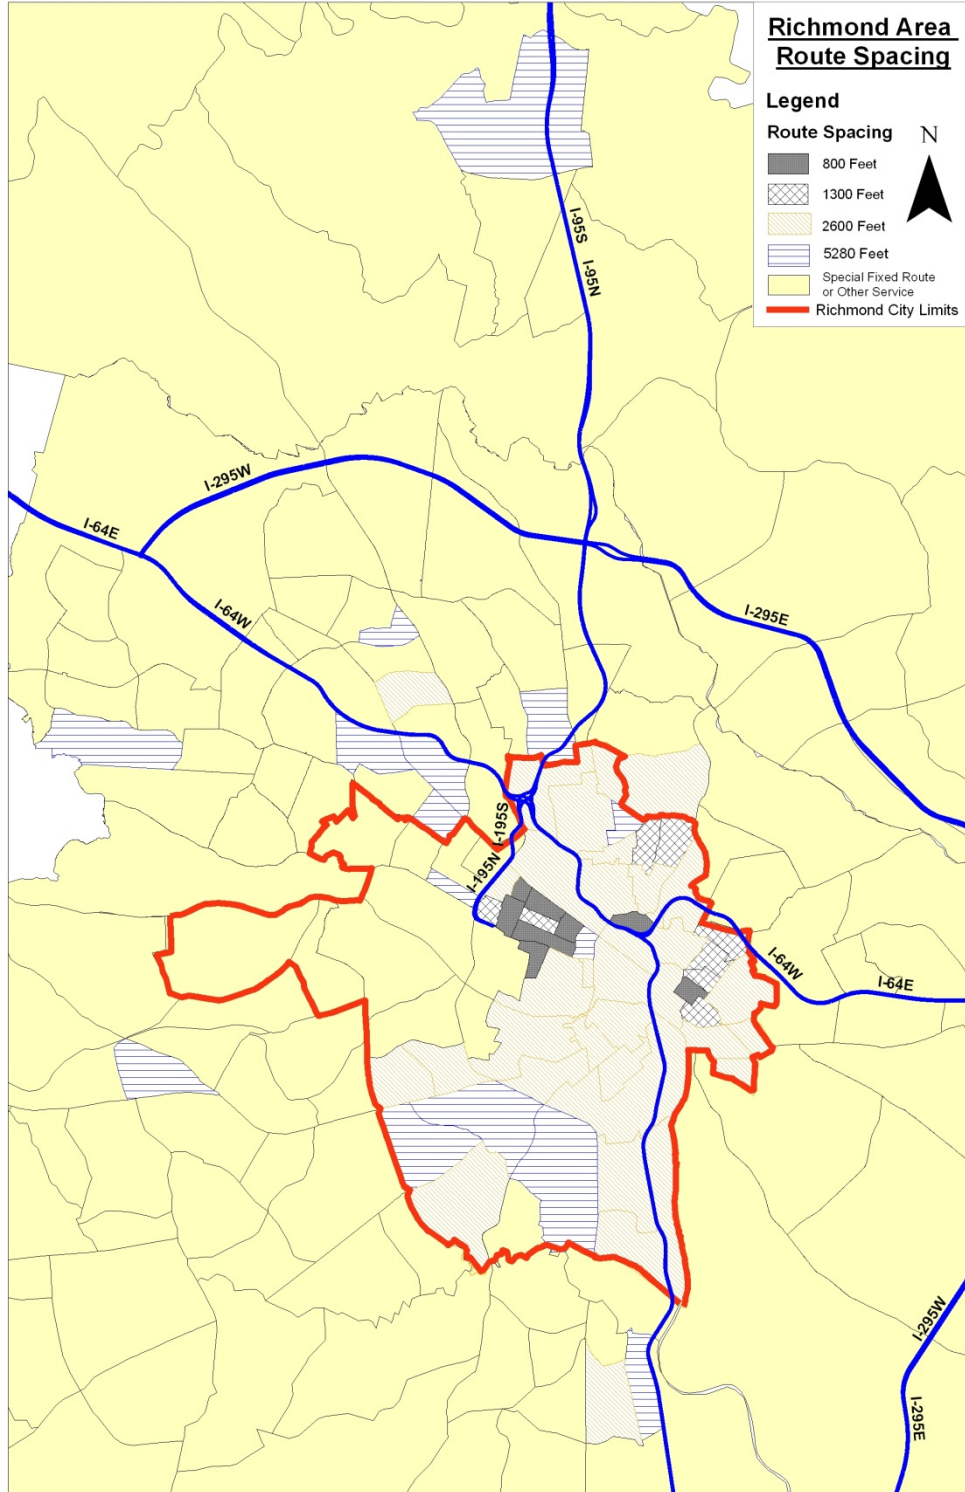 Richmond Area
Route Spacing
Legend
Route Spacing
N
800 Feet
1300 Feet
2600 Feet
5280 Feet
Special Fixed Route
or Other Service
Richmond City Limits
I-95S
I-95N
I-295W
I-64E
I-64W
I-295E
I-195S
I-195N
I-64W
I-64E
I-295W
I-295E